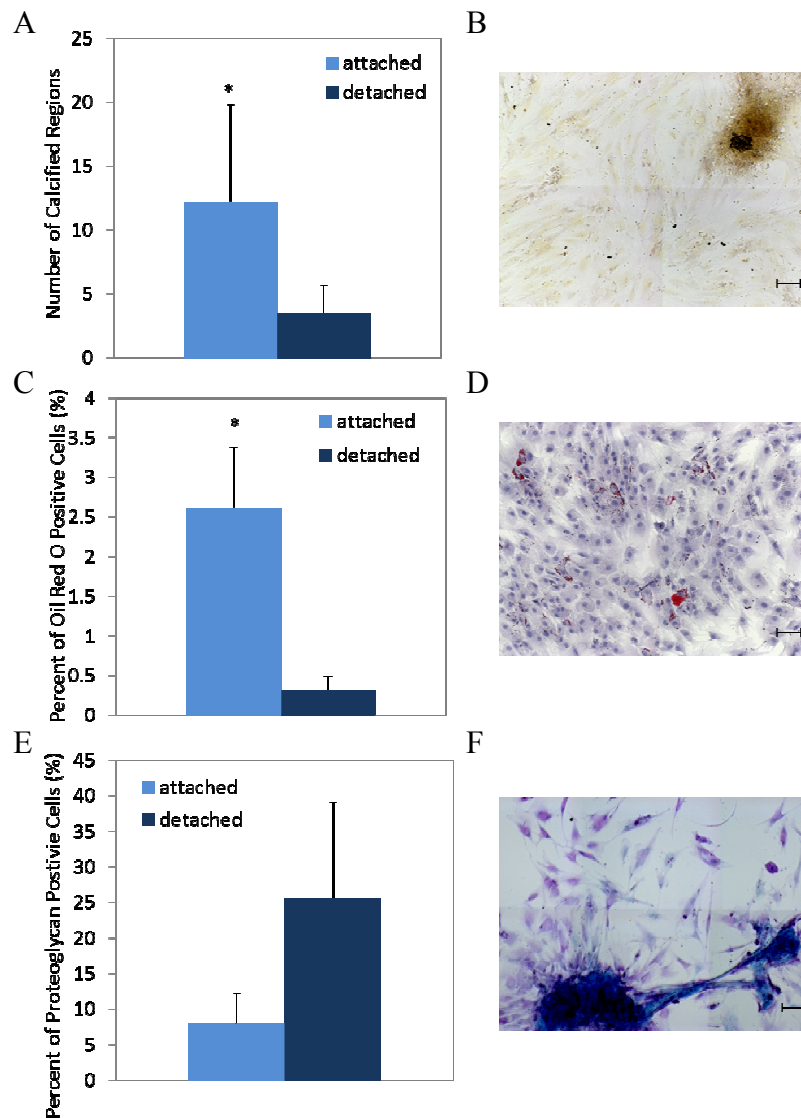 A
B
Number of Calcified Regions
25
20
15
10
5
0
*
attached
detached
C
D
Percent of Oil Red O Positive Cells (%)
4
3.5
3
2.5
2
1.5
1
0.5
0
*
attached
detached
E
F
Percent of Proteoglycan Postivie Cells (%)
45
40
35
30
25
20
15
10
5
0
attached
detached